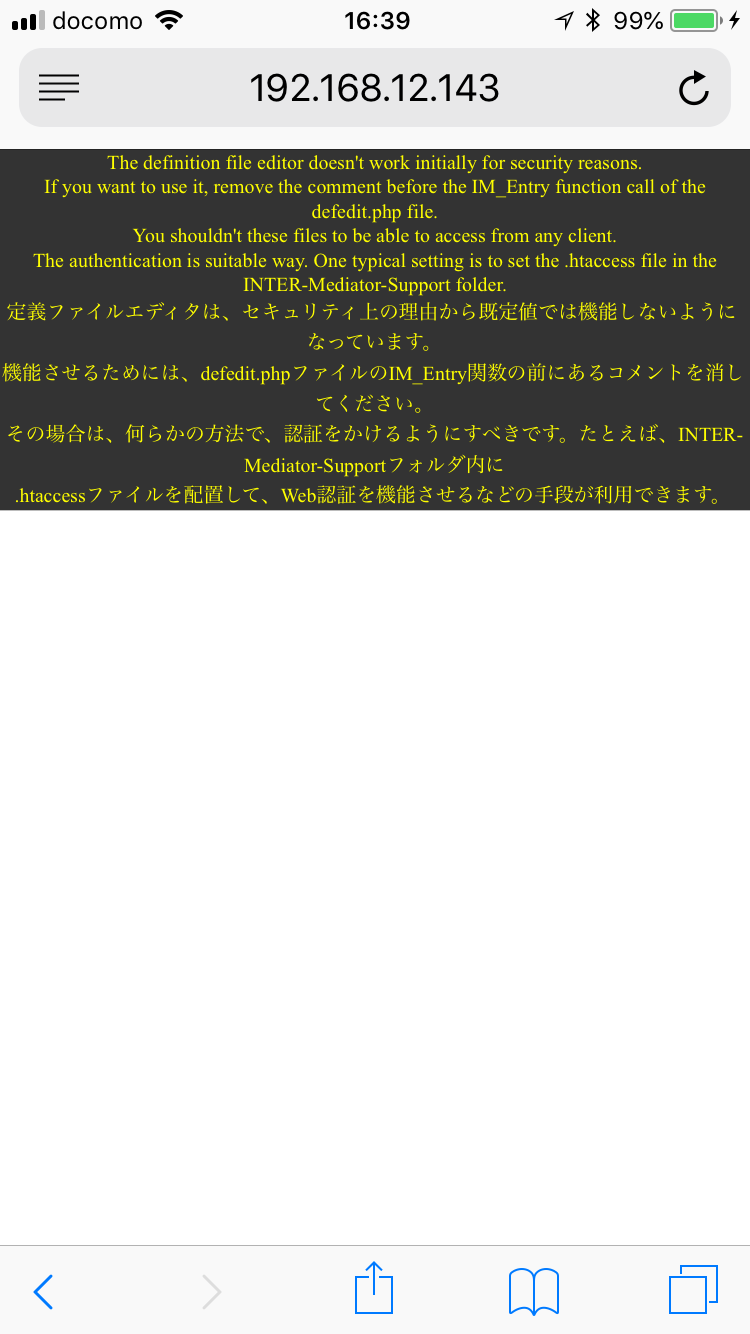 docomo 16:39 99%
192.168.12.143
The definition file editor doesn't work initially for security reasons.
If you want to use it, remove the comment before the IM_Entry function call of the
defedit.php file.
You shouldn't these files to be able to access from any client.
The authentication is suitable way. One typical setting is to set the .htaccess file in the
INTER-Mediator-Support folder.
定義ファイルエディタは、セキュリティ上の理由から既定値では機能しないように
なっています。
機能させるためには、defedit.phpファイルのIM_Entry関数の前にあるコメントを消し
てください。
その場合は、何らかの方法で、認証をかけるようにすべきです。たとえば、INTER-
Mediator-Supportフォルダ内に
.htaccessファイルを配置して、Web認証を機能させるなどの手段が利用できます。